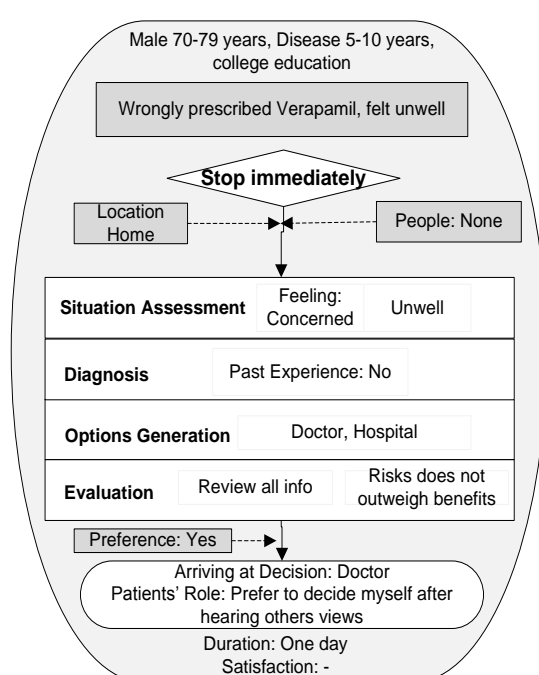 Male 70-79 years, Disease 5-10 years,
college education
Wrongly prescribed Verapamil, felt unwell
Stop immediately
Location
Home
People: None
Situation Assessment
Feeling:
Concerned
Unwell
Diagnosis
Past Experience: No
Options Generation
Doctor, Hospital
Evaluation
Review all info
Risks does not
outweigh benefits
Preference: Yes
Arriving at Decision: Doctor
Patients' Role: Prefer to decide myself after
hearing others views
Duration: One day
Satisfaction: -